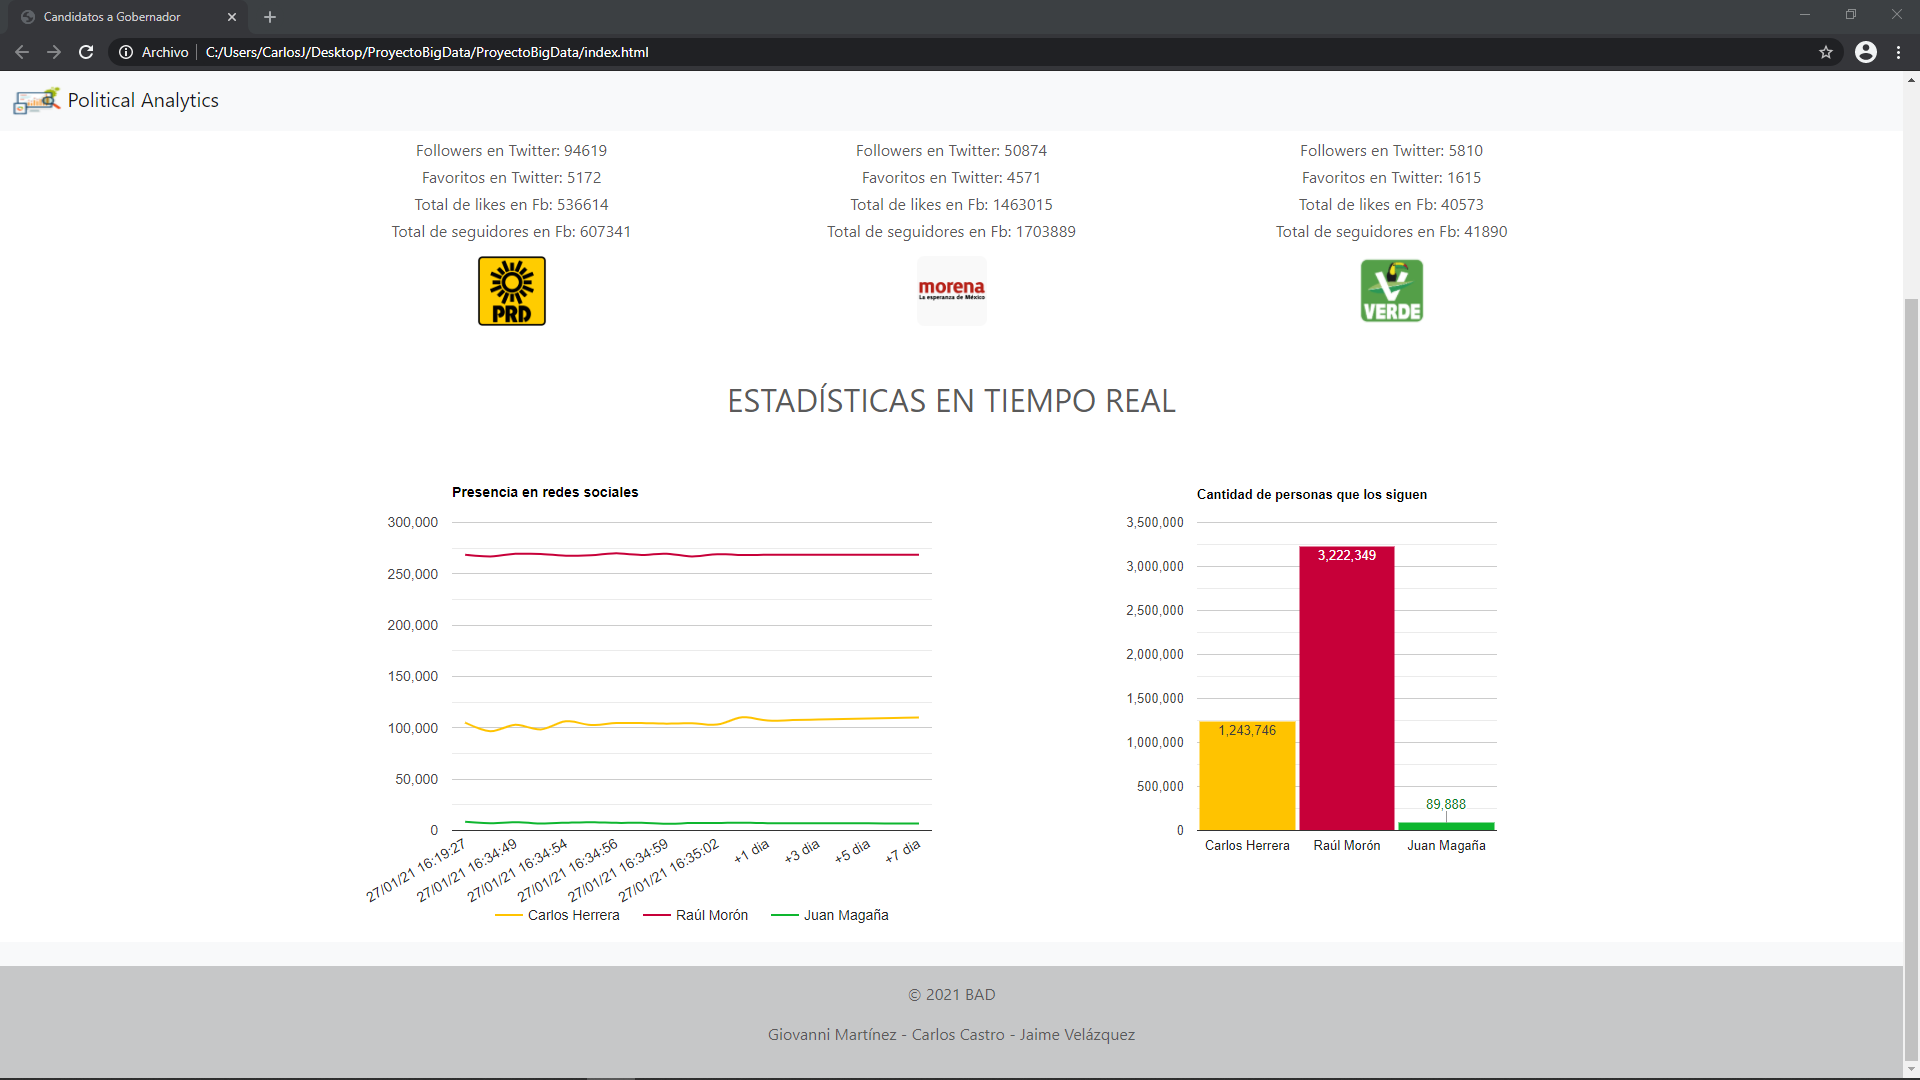 Candidatos a Gobernador
Archivo C:/Users/CarlosJ/Desktop/ProyectoBigData/ProyectoBigData/index.html
Political Analytics
Followers en Twitter: 94619
Favoritos en Twitter: 5172
Total de likes en Fb: 536614
Total de seguidores en Fb: 607341
PRD
Followers en Twitter: 50874
Favoritos en Twitter: 4571
Total de likes en Fb: 1463015
Total de seguidores en Fb: 1703889
morena
La esperanza de México
Followers en Twitter: 5810
Favoritos en Twitter: 1615
Total de likes en Fb: 40573
Total de seguidores en Fb: 41890
V
VERDE
ESTADÍSTICAS EN TIEMPO REAL
Presencia en redes sociales
300,000
250,000
200,000
150,000
100,000
50,000
0
27/01/21 16:19:27
27/01/21 16:34:49
27/01/21 16:34:54
27/01/21 16:34:56
27/01/21 16:34:59
27/01/21 16:35:02
+1 dia
+3 dia
+5 dia
+7 dia
Carlos Herrera Raúl Morón Juan Magaña
Cantidad de personas que los siguen
3,500,000
3,000,000
2,500,000
2,000,000
1,500,000
1,000,000
500,000
0
1,243,746
3,222,349
89,888
Carlos Herrera Raúl Morón Juan Magaña
© 2021 BAD
Giovanni Martínez - Carlos Castro - Jaime Velázquez